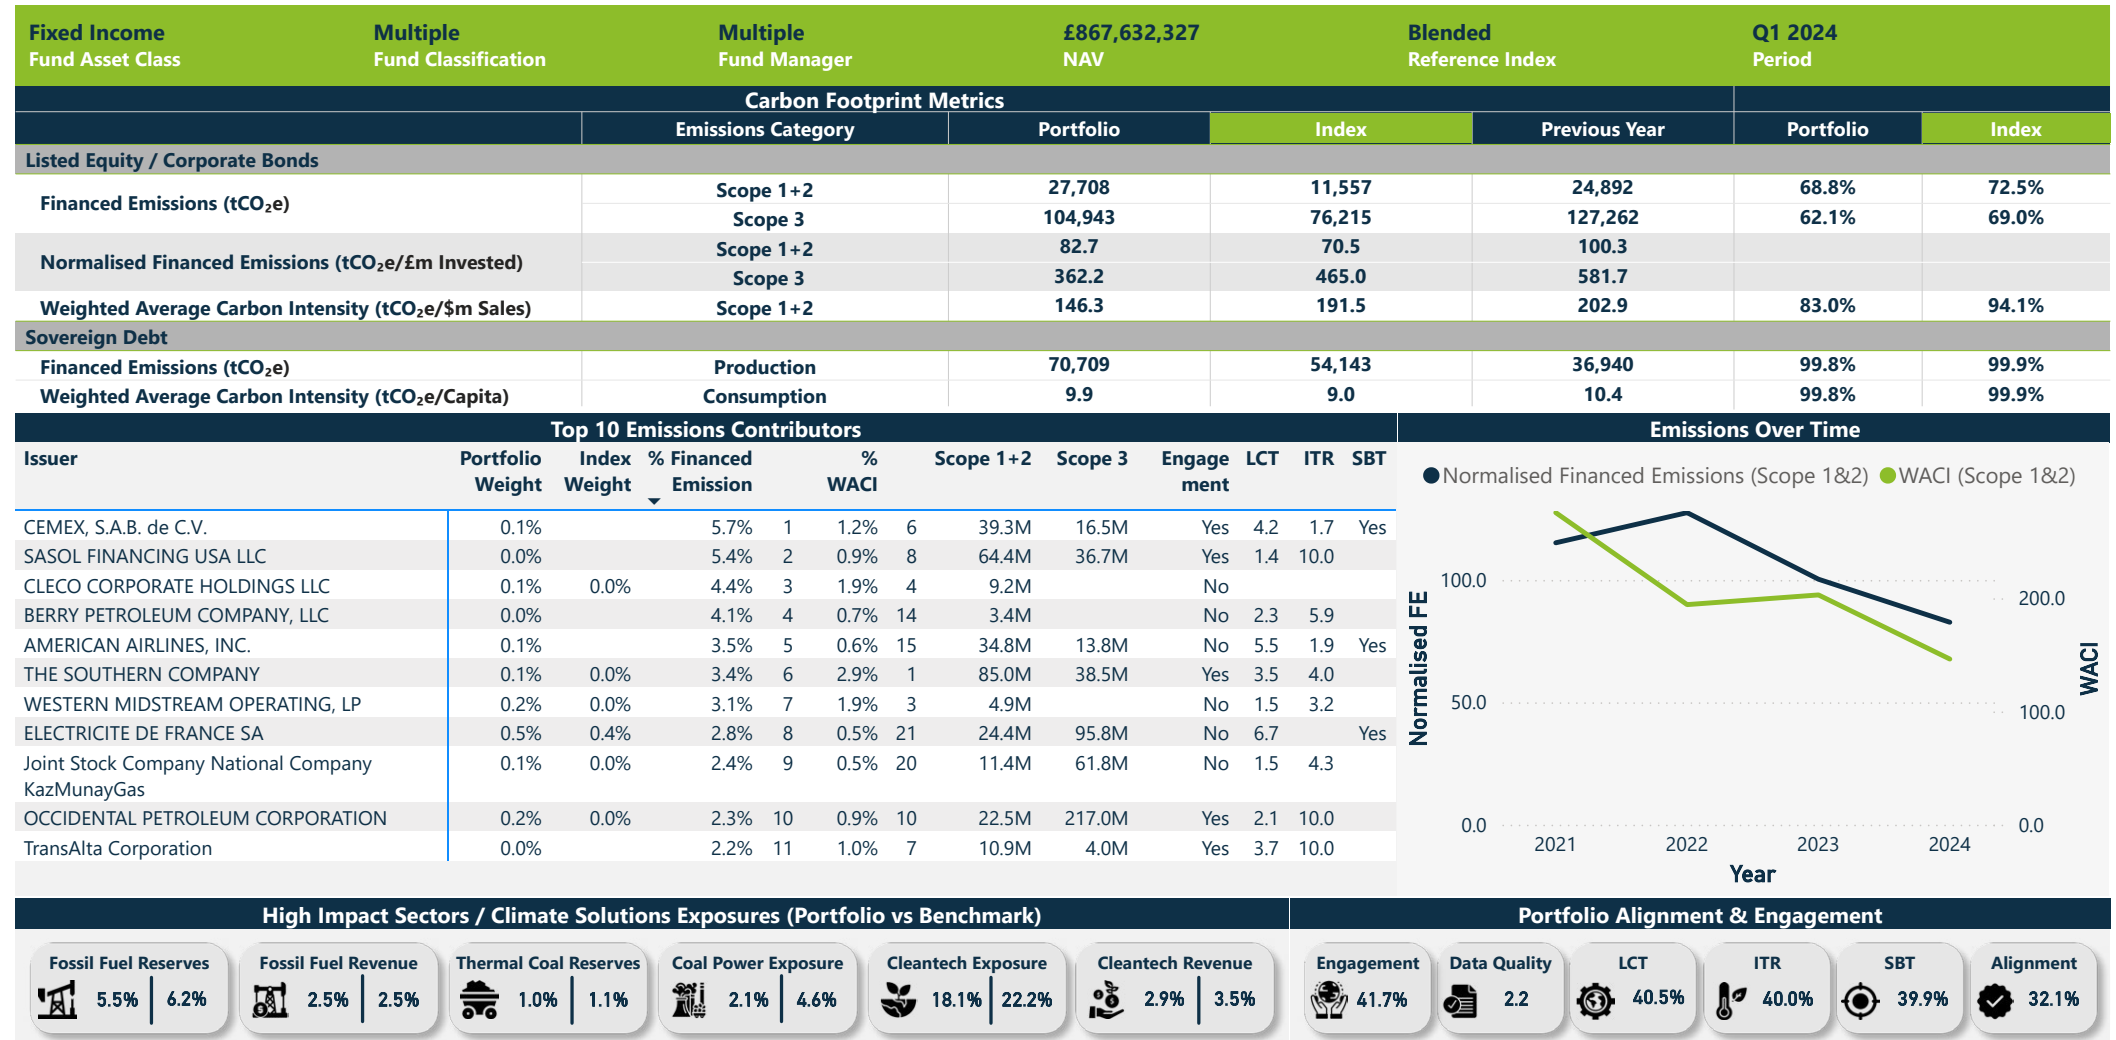 Fixed Income Multiple Multiple £867,632,327 Blended Q1 2024
Fund Asset Class Fund Classification Fund Manager NAV Reference Index Period
Carbon Footprint Metrics
Emissions Category Portfolio Index Previous Year Portfolio Index
Listed Equity / Corporate Bonds
Financed Emissions (tCO₂e) Scope 1+2 27,708 11,557 24,892 68.8% 72.5%
Scope 3 104,943 76,215 127,262 62.1% 69.0%
Normalised Financed Emissions (tCO₂e/£m Invested) Scope 1+2 82.7 70.5 100.3
Scope 3 362.2 465.0 581.7
Weighted Average Carbon Intensity (tCO₂e/$m Sales) Scope 1+2 146.3 191.5 202.9 83.0% 94.1%
Sovereign Debt
Financed Emissions (tCO₂e) Production 70,709 54,143 36,940 99.8% 99.9%
Weighted Average Carbon Intensity (tCO₂e/Capita) Consumption 9.9 9.0 10.4 99.8% 99.9%
Top 10 Emissions Contributors
Issuer Portfolio Index % Financed % Scope 1+2 Scope 3 Engage LCT ITR SBT
Weight Weight Emission WACI ment
CEMEX, S.A.B. de C.V. 0.1% 5.7% 1 1.2% 6 39.3M 16.5M Yes 4.2 1.7 Yes
SASOL FINANCING USA LLC 0.0% 5.4% 2 0.9% 8 64.4M 36.7M Yes 1.4 10.0
CLECO CORPORATE HOLDINGS LLC 0.1% 0.0% 4.4% 3 1.9% 4 9.2M No
BERRY PETROLEUM COMPANY, LLC 0.0% 4.1% 4 0.7% 14 3.4M No 2.3 5.9
AMERICAN AIRLINES, INC. 0.1% 3.5% 5 0.6% 15 34.8M 13.8M No 5.5 1.9 Yes
THE SOUTHERN COMPANY 0.1% 0.0% 3.4% 6 2.9% 1 85.0M 38.5M Yes 3.5 4.0
WESTERN MIDSTREAM OPERATING, LP 0.2% 0.0% 3.1% 7 1.9% 3 4.9M No 1.5 3.2
ELECTRICITE DE FRANCE SA 0.5% 0.4% 2.8% 8 0.5% 21 24.4M 95.8M No 6.7 Yes
Joint Stock Company National Company 0.1% 0.0% 2.4% 9 0.5% 20 11.4M 61.8M No 1.5 4.3
KazMunayGas
OCCIDENTAL PETROLEUM CORPORATION 0.2% 0.0% 2.3% 10 0.9% 10 22.5M 217.0M Yes 2.1 10.0
TransAlta Corporation 0.0% 2.2% 11 1.0% 7 10.9M 4.0M Yes 3.7 10.0
Emissions Over Time
Normalised Financed Emissions (Scope 1&2) WACI (Scope 1&2)
Normalised FE
100.0
50.0
0.0
200.0
100.0
0.0
WACI
2021 2022 2023 2024
Year
High Impact Sectors / Climate Solutions Exposures (Portfolio vs Benchmark)
Fossil Fuel Reserves Fossil Fuel Revenue Thermal Coal Reserves Coal Power Exposure Cleantech Exposure Cleantech Revenue
5.5% 6.2% 2.5% 2.5% 1.0% 1.1% 2.1% 4.6% 18.1% 22.2% 2.9% 3.5%
Portfolio Alignment & Engagement
Engagement Data Quality LCT ITR SBT Alignment
41.7% 2.2 40.5% 40.0% 39.9% 32.1%